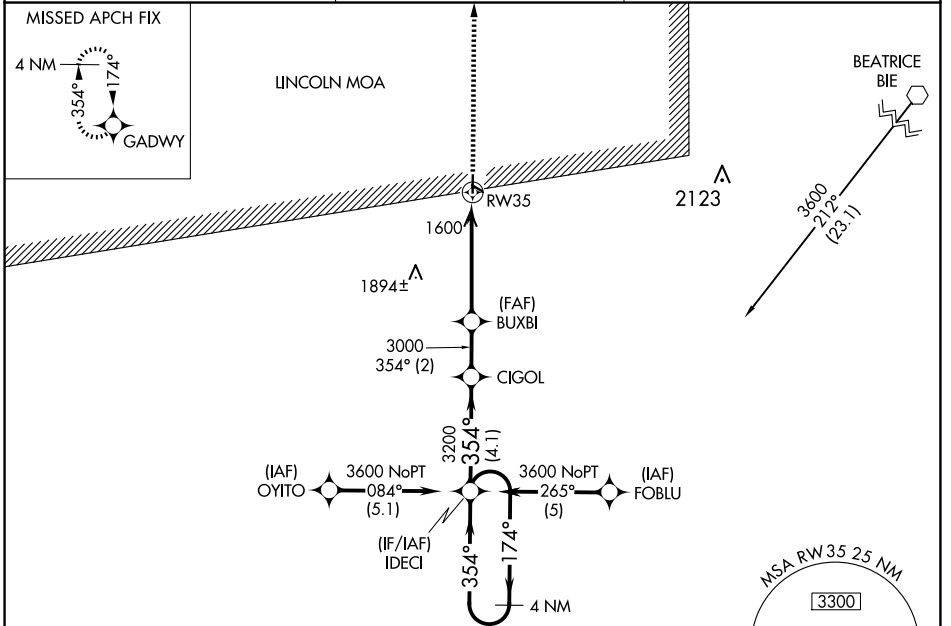 MISSED APCH FIX
4 NM
354°
174°
GADWY
LINCOLN MOA
BEATRICE
BIE
3600
212°
(23.1)
2123
RW35
1600
1894±
(FAF)
BUXBI
3000
354° (2)
CIGOL
3200
354°
(4.1)
(IAF)
OYITO
3600 NoPT
084°
(5.1)
3600 NoPT
265°
(5)
(IAF)
FOBLU
(IF/IAF)
IDECI
354°
174°
4 NM
MSA RW35 25 NM
3300